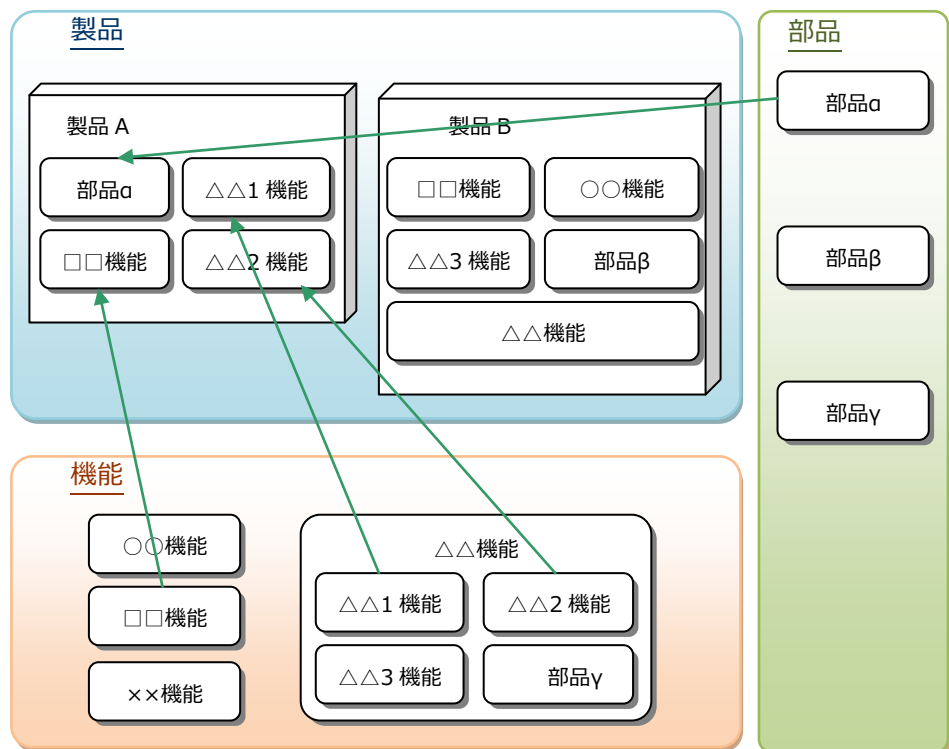 製品
製品 A
部品α
△△1 機能
□□機能
△△2 機能
製品 B
□□機能
○○機能
△△3 機能
部品β
△△機能
部品
部品α
部品β
部品γ
機能
○○機能
□□機能
××機能
△△機能
△△1 機能
△△2 機能
△△3 機能
部品γ